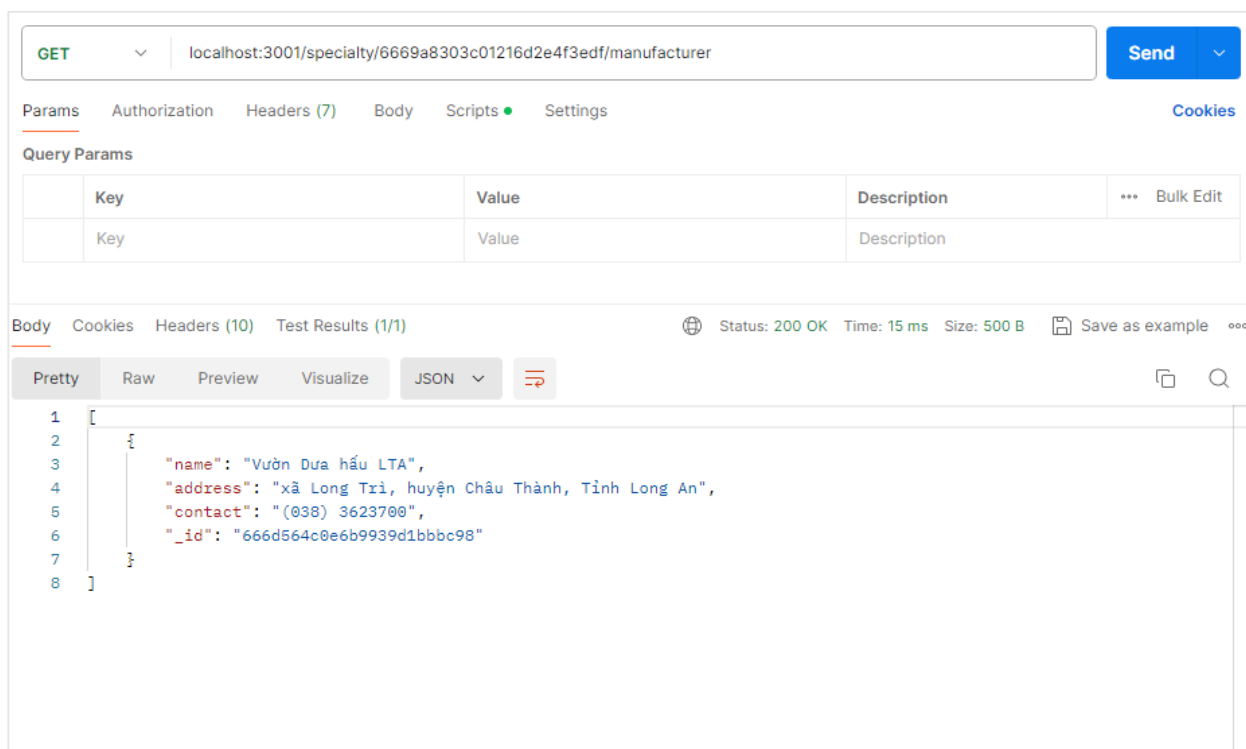 GET localhost:3001/specialty/6669a8303c01216d2e4f3edf/manufacturer Send
Params Authorization Headers (7) Body Scripts Settings Cookies
Query Params
Key Value Description ••• Bulk Edit
Key Value Description
Body Cookies Headers (10) Test Results (1/1) Status: 200 OK Time: 15 ms Size: 500 B Save as example
Pretty Raw Preview Visualize JSON
1 [
2 {
3 "name": "Vườn Dưa hấu LTA",
4 "address": "xã Long Trì, huyện Châu Thành, Tỉnh Long An",
5 "contact": "(038) 3623700",
6 "_id": "666d564c0e6b9939d1bbbc98"
7 }
8 ]